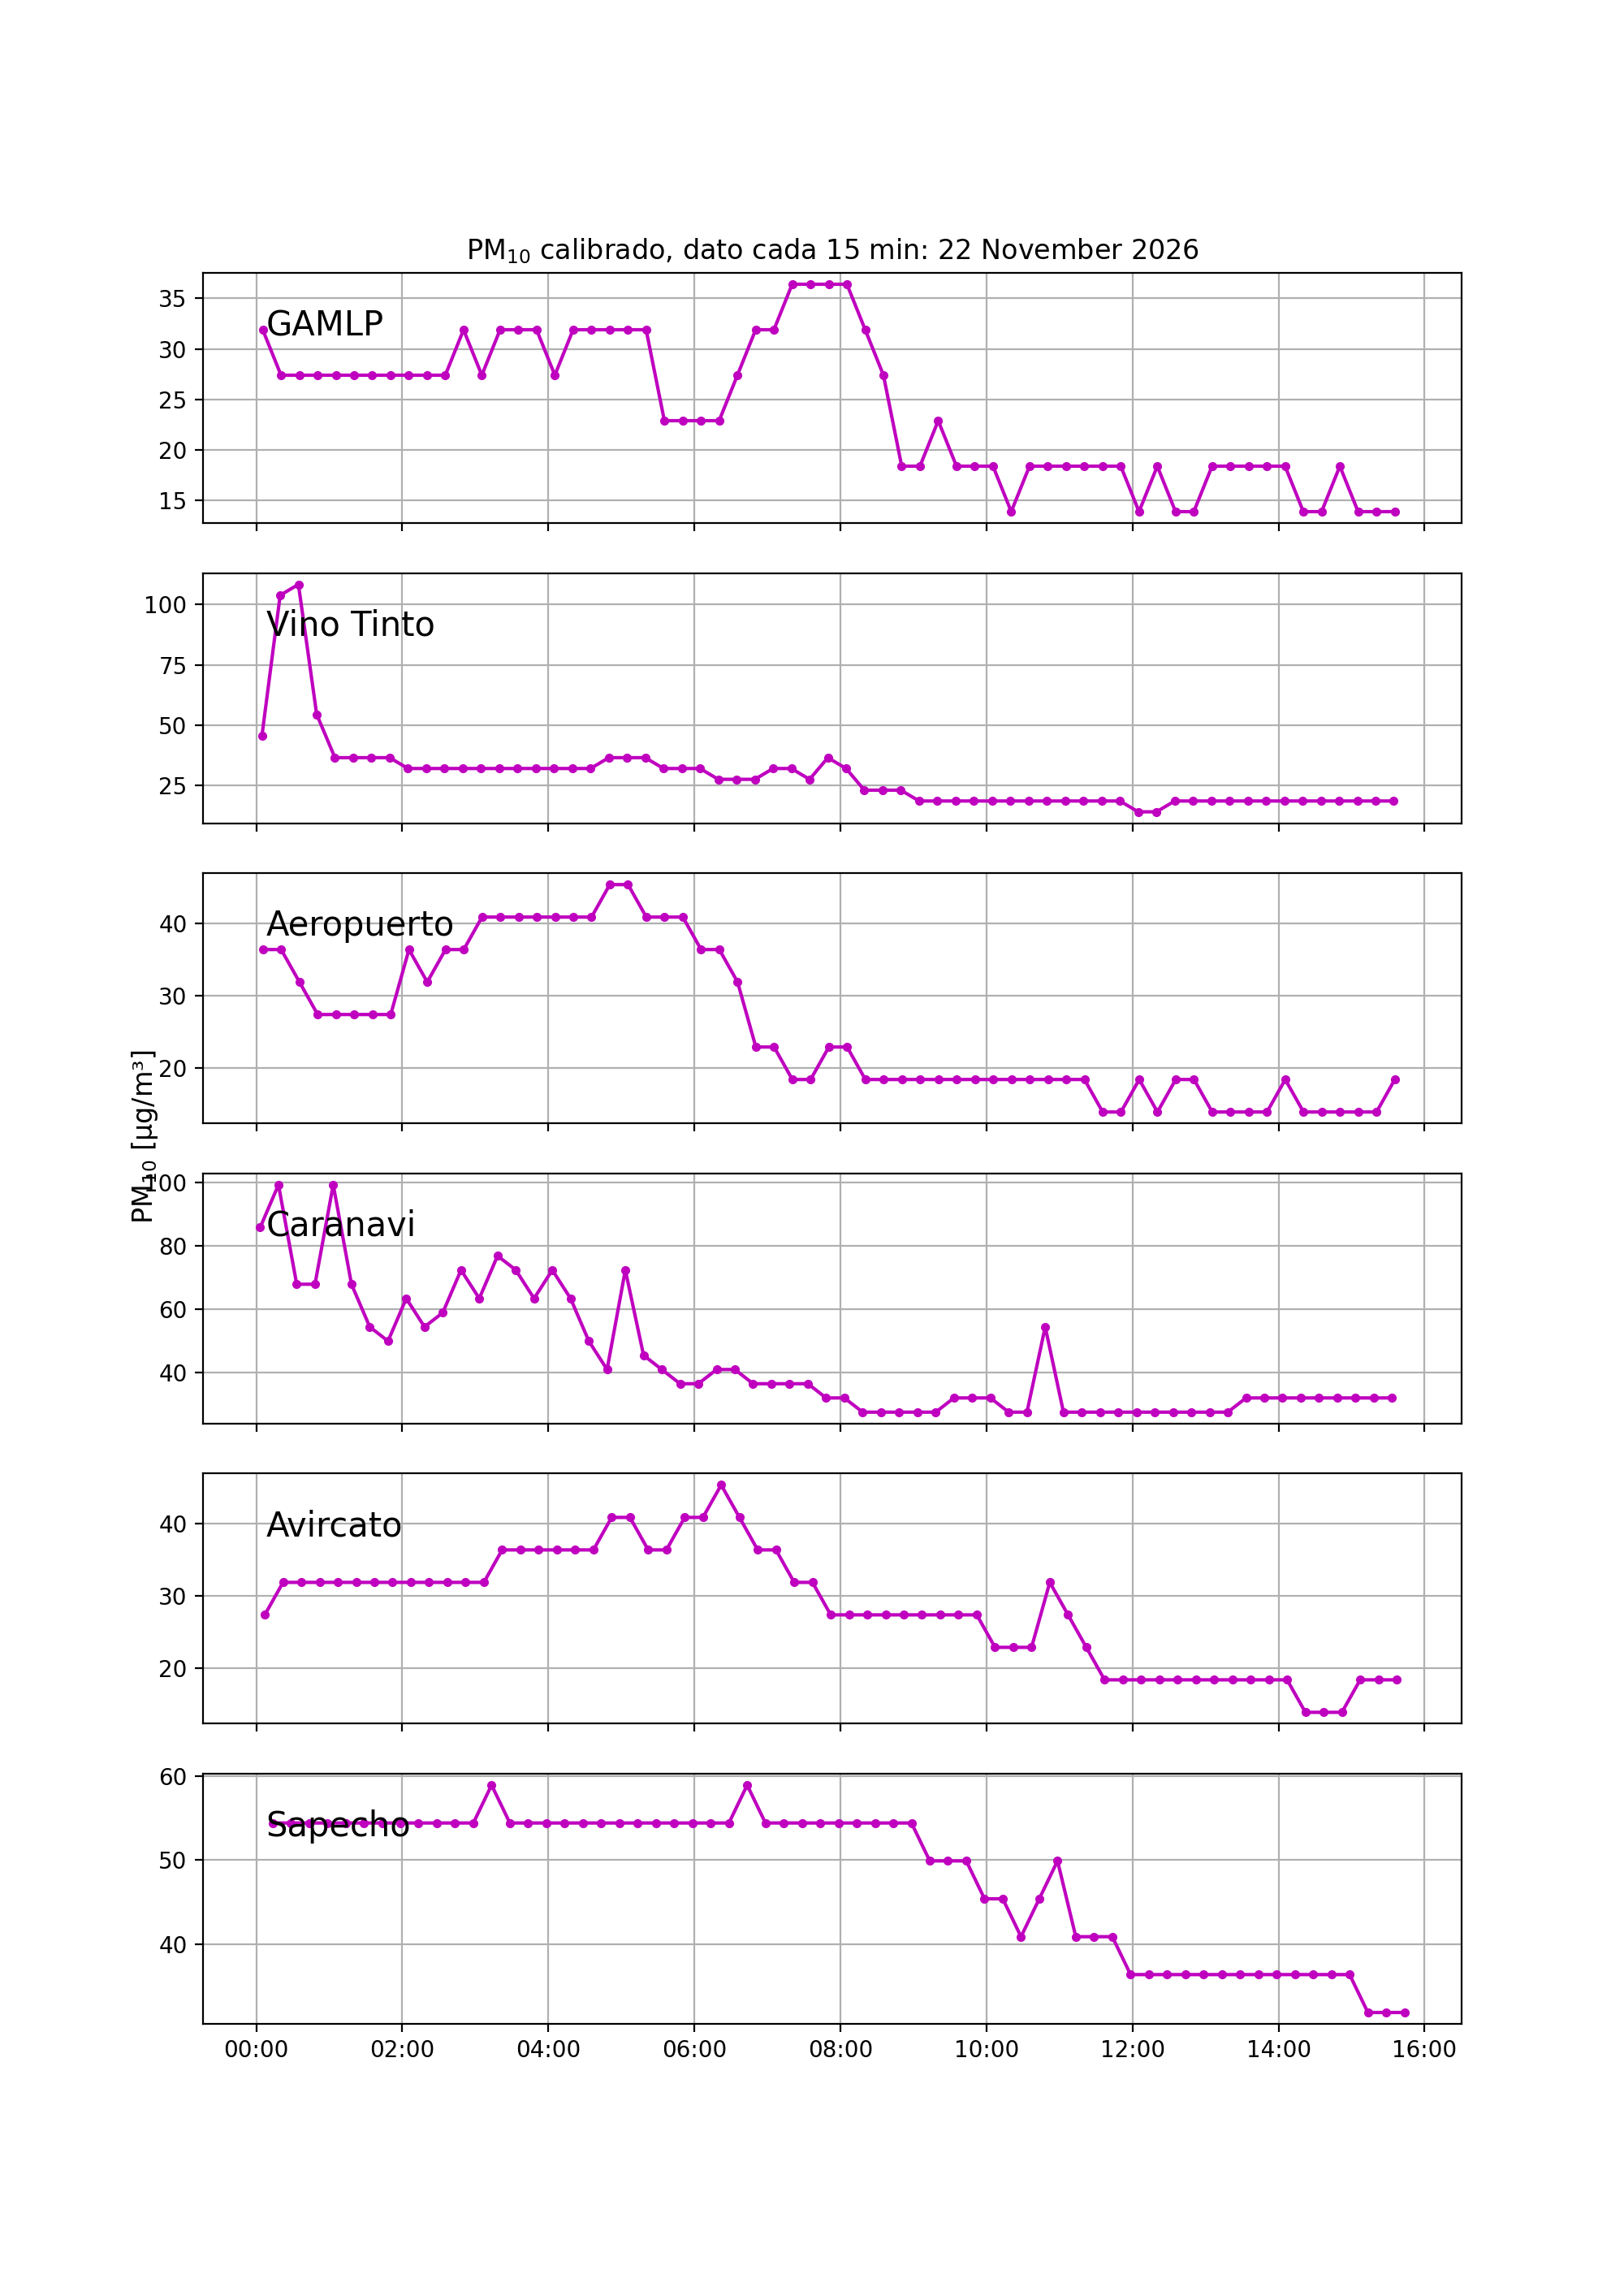 PM₁₀ calibrado, dato cada 15 min: 22 November 2026
35
GAMLP
30
25
20
15
100
Vino Tinto
75
50
25
40
Aeropuerto
30
20
PM₁₀ [µg/m³]
100
Caranavi
80
60
40
40
Avircato
30
20
60
Sapecho
50
40
00:00 02:00 04:00 06:00 08:00 10:00 12:00 14:00 16:00